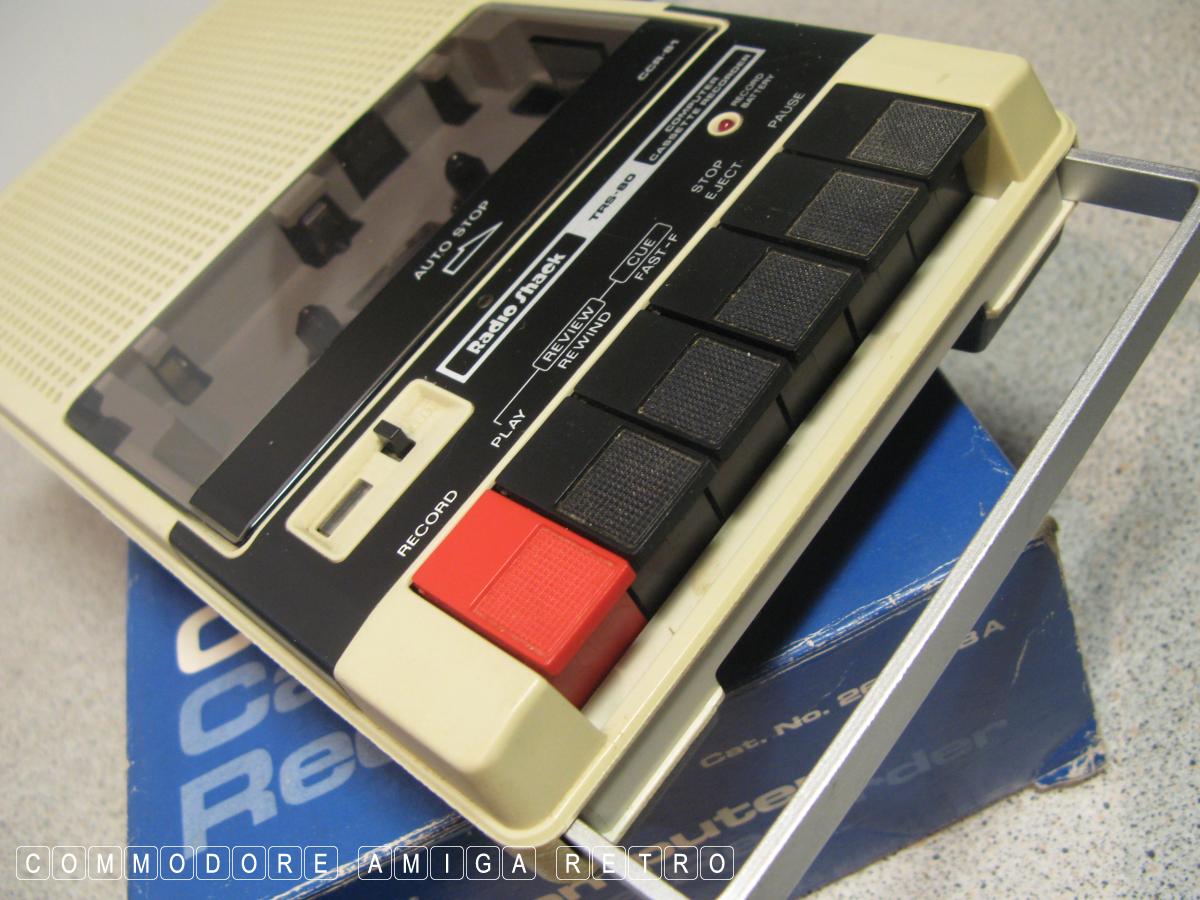 CCR-81
COMPUTER
CASSETTE RECORDER
RECORD
BATTERY
PAUSE
AUTO STOP
TRS-80
STOP
EJECT
Radio Shack
CUE
FAST-F
REVIEW
REWIND
PLAY
RECORD
Cat. No.
COMMODORE AMIGA RETRO